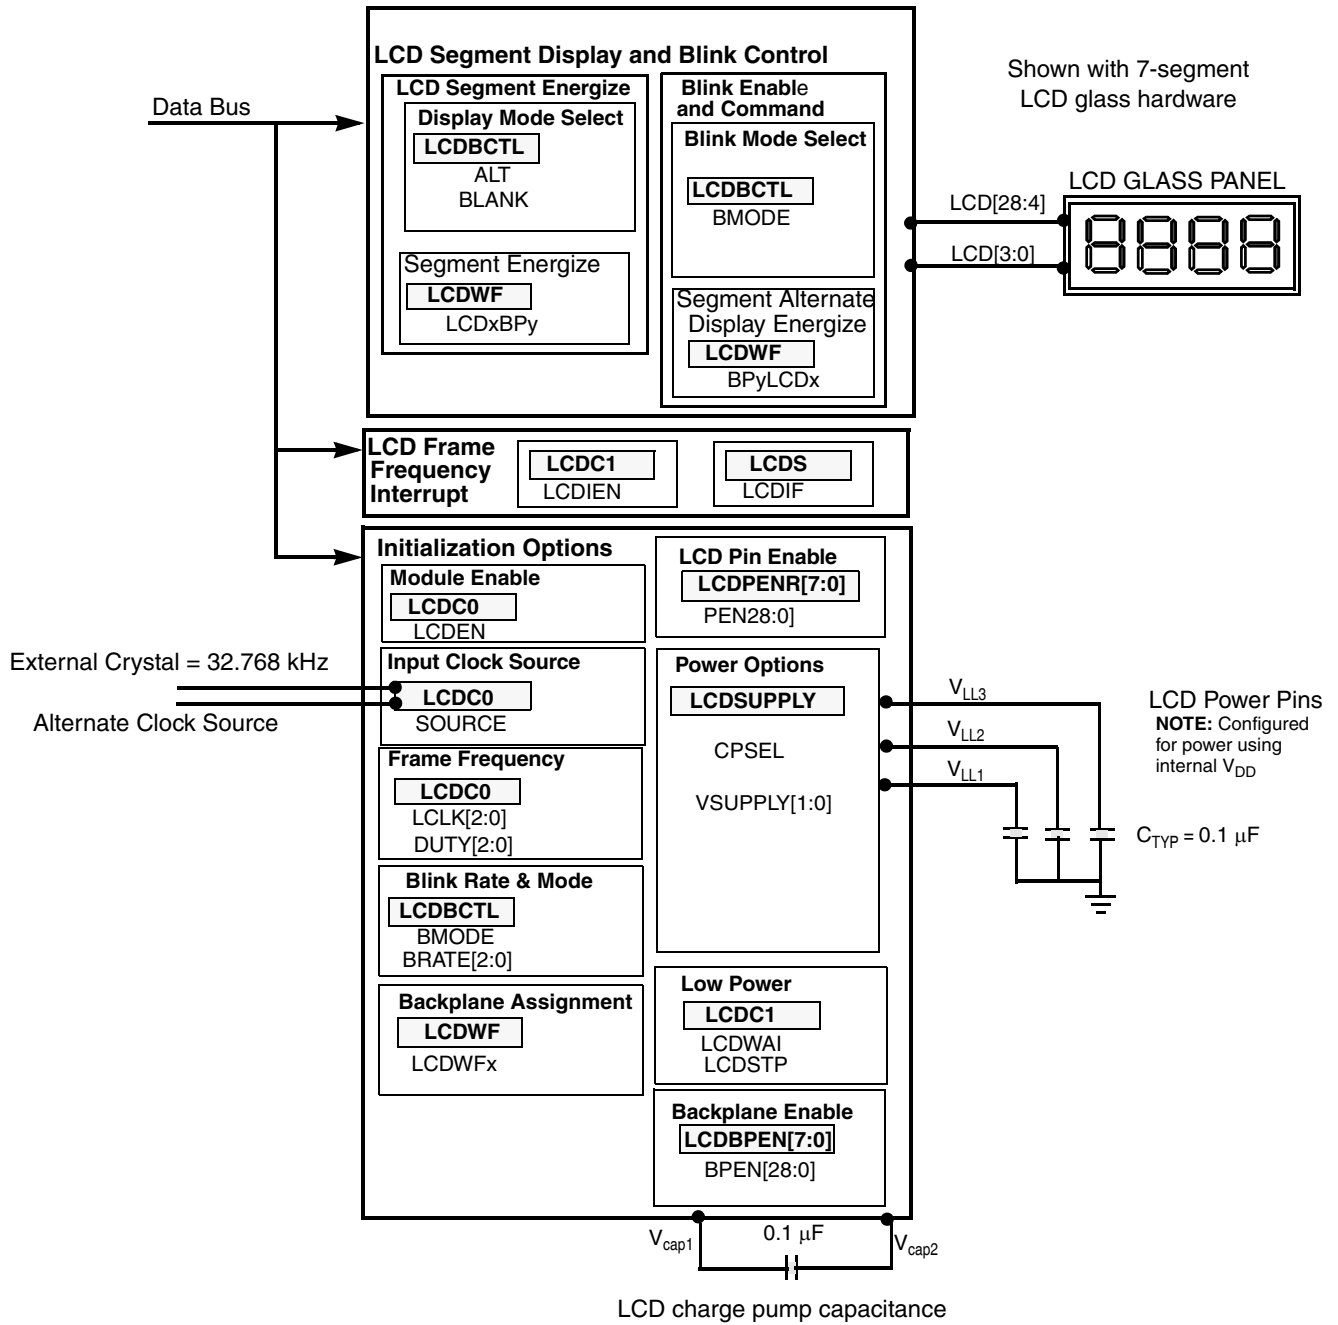 LCD Segment Display and Blink Control
LCD Segment Energize
Display Mode Select
LCDBCTL
ALT
BLANK
Segment Energize
LCDWF
LCDxBPy
Blink Enable
and Command
Blink Mode Select
LCDBCTL
BMODE
Segment Alternate
Display Energize
LCDWF
BPyLCDx
Data Bus
Shown with 7-segment
LCD glass hardware
LCD GLASS PANEL
LCD[28:4]
LCD[3:0]
LCD Frame
Frequency
Interrupt
LCDC1
LCDIEN
LCDS
LCDIF
Initialization Options
Module Enable
LCDC0
LCDEN
Input Clock Source
LCDC0
SOURCE
External Crystal = 32.768 kHz
Alternate Clock Source
Frame Frequency
LCDC0
LCLK[2:0]
DUTY[2:0]
Blink Rate & Mode
LCDBCTL
BMODE
BRATE[2:0]
Backplane Assignment
LCDWF
LCDWFx
LCD Pin Enable
LCDPENR[7:0]
PEN28:0]
Power Options
LCDSUPPLY
CPSEL
VSUPPLY[1:0]
Low Power
LCDC1
LCDWAI
LCDSTP
Backplane Enable
LCDBPEN[7:0]
BPEN[28:0]
VLL3
VLL2
VLL1
LCD Power Pins
NOTE: Configured
for power using
internal VDD
CTYP = 0.1 μF
Vcap1
0.1 μF
Vcap2
LCD charge pump capacitance